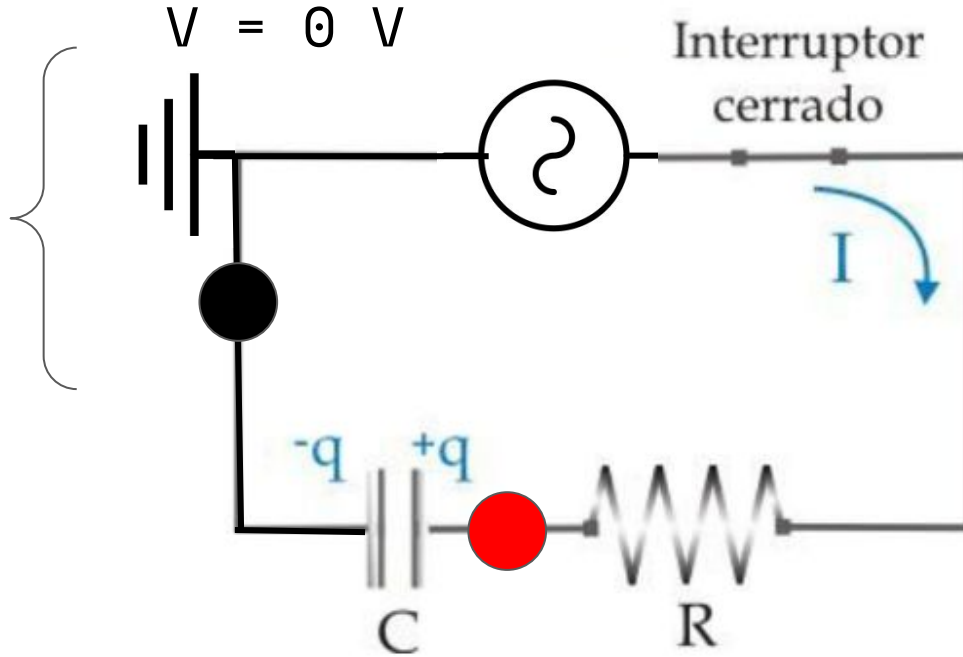 V = 0 V
Interruptor
cerrado
I
-q
+q
C
R